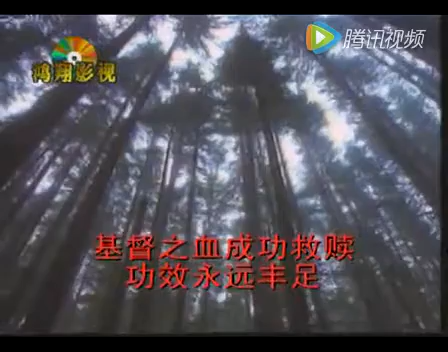 鸿翔影视
腾讯视频
基督之血成功救赎
功效永远丰足